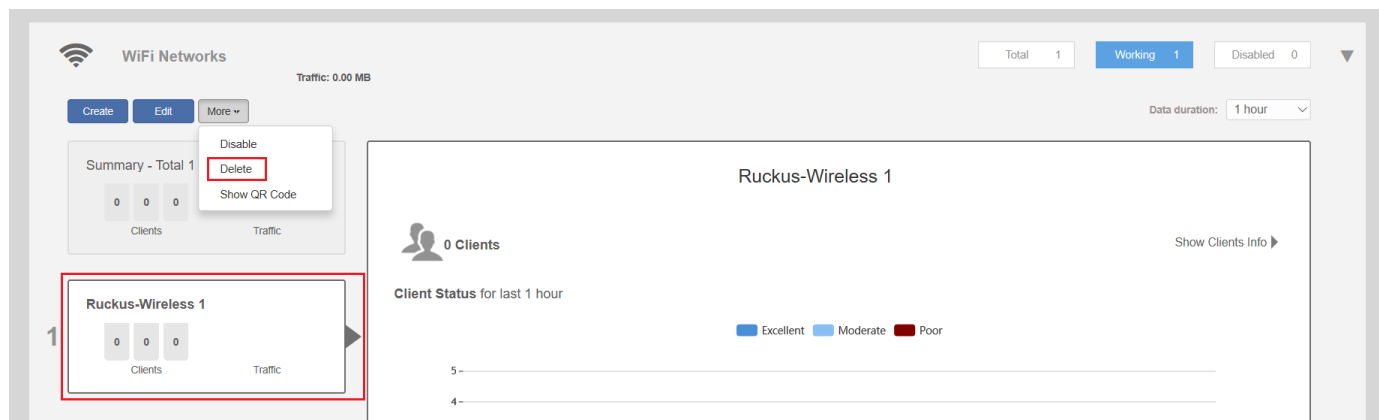 WiFi Networks
Traffic: 0.00 MB
Total 1
Working 1
Disabled 0
Create
Edit
More
Data duration: 1 hour
Disable
Delete
Show QR Code
Summary - Total 1
0 0 0
Clients
Traffic
1
Ruckus-Wireless 1
0 0 0
Clients
Traffic
Ruckus-Wireless 1
0 Clients
Show Clients Info
Client Status for last 1 hour
Excellent Moderate Poor
5
4